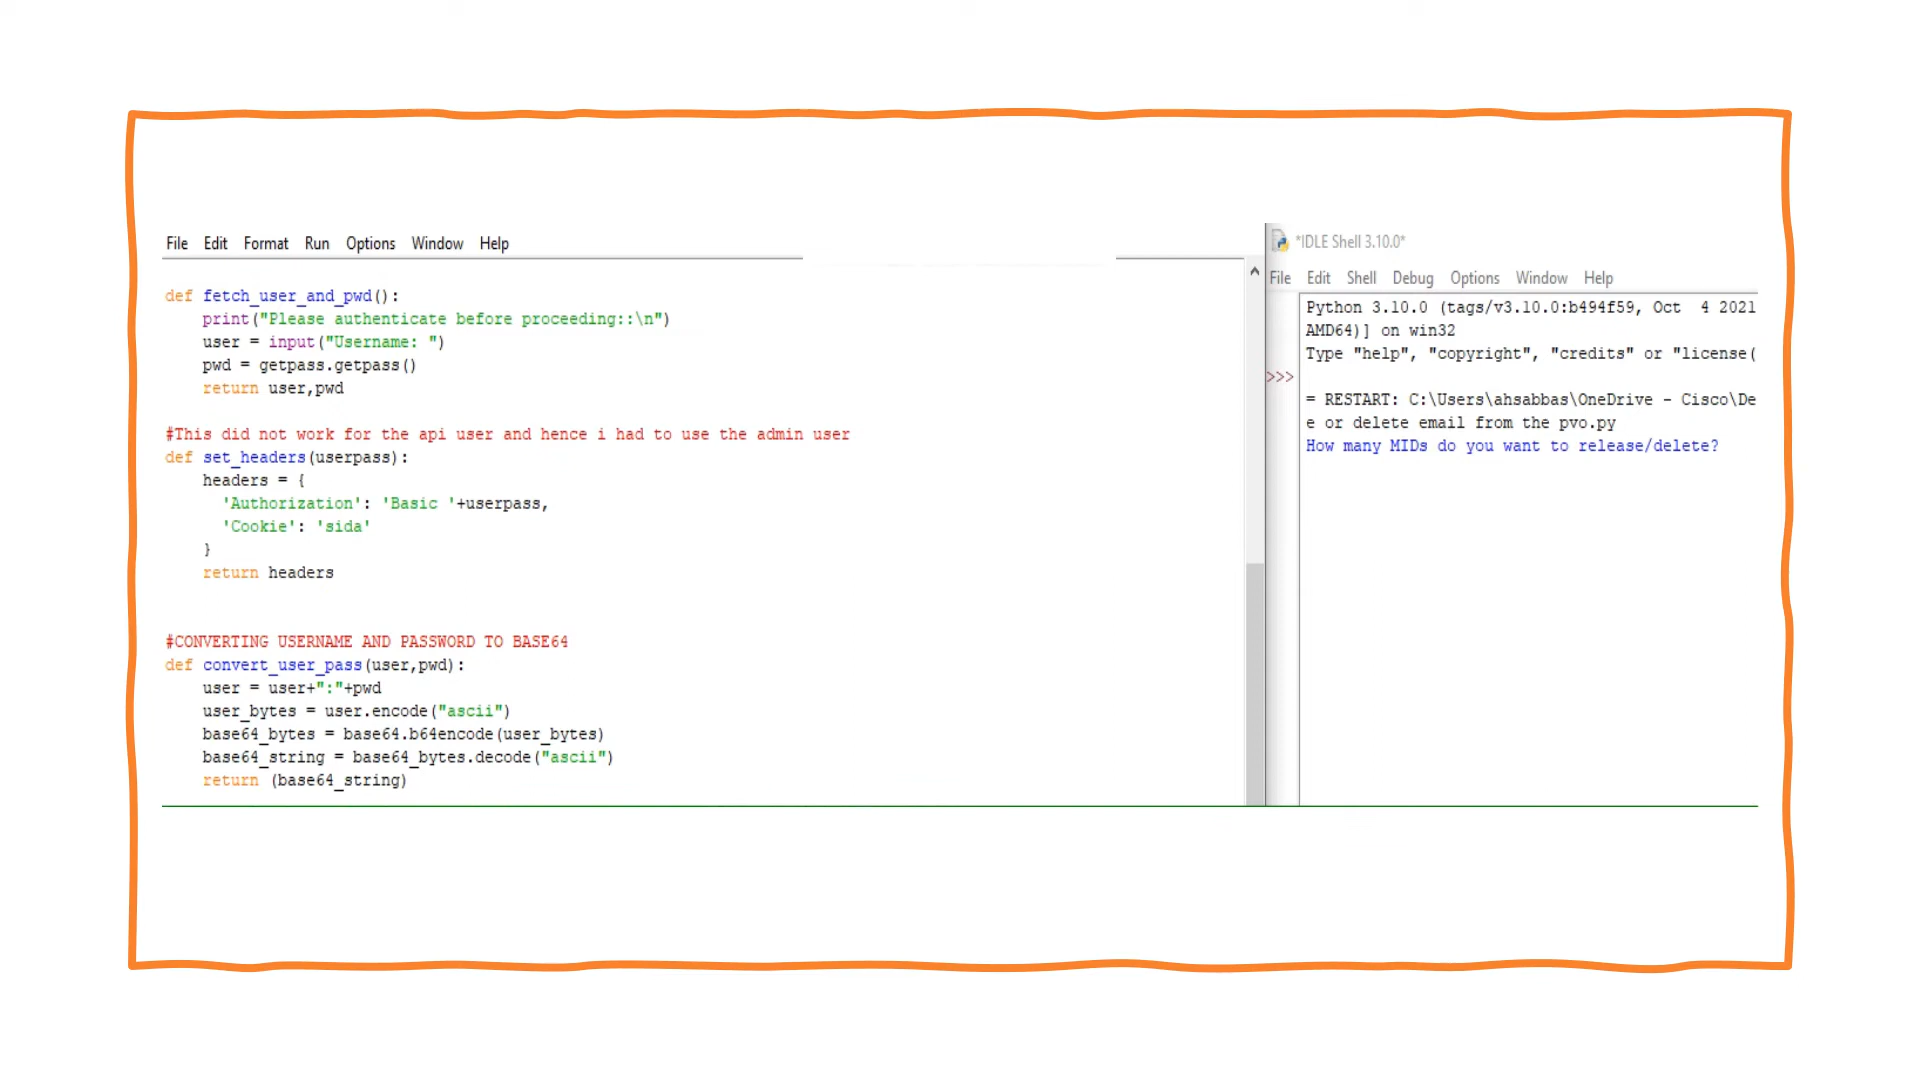 File Edit Format Run Options Window Help
def fetch_user_and_pwd():
print("Please authenticate before proceeding::\n")
user = input("Username: ")
pwd = getpass.getpass()
return user,pwd
#This did not work for the api user and hence i had to use the admin user
def set_headers(userpass):
headers = {
'Authorization': 'Basic '+userpass,
'Cookie': 'sida'
}
return headers
#CONVERTING USERNAME AND PASSWORD TO BASE64
def convert_user_pass(user,pwd):
user = user+":"+pwd
user_bytes = user.encode("ascii")
base64_bytes = base64.b64encode(user_bytes)
base64_string = base64_bytes.decode("ascii")
return (base64_string)
*IDLE Shell 3.10.0*
File Edit Shell Debug Options Window Help
Python 3.10.0 (tags/v3.10.0:b494f59, Oct  4 2021
AMD64)] on win32
Type "help", "copyright", "credits" or "license(
>>>
= RESTART: C:\Users\ahsabbas\OneDrive - Cisco\De
e or delete email from the pvo.py
How many MIDs do you want to release/delete?